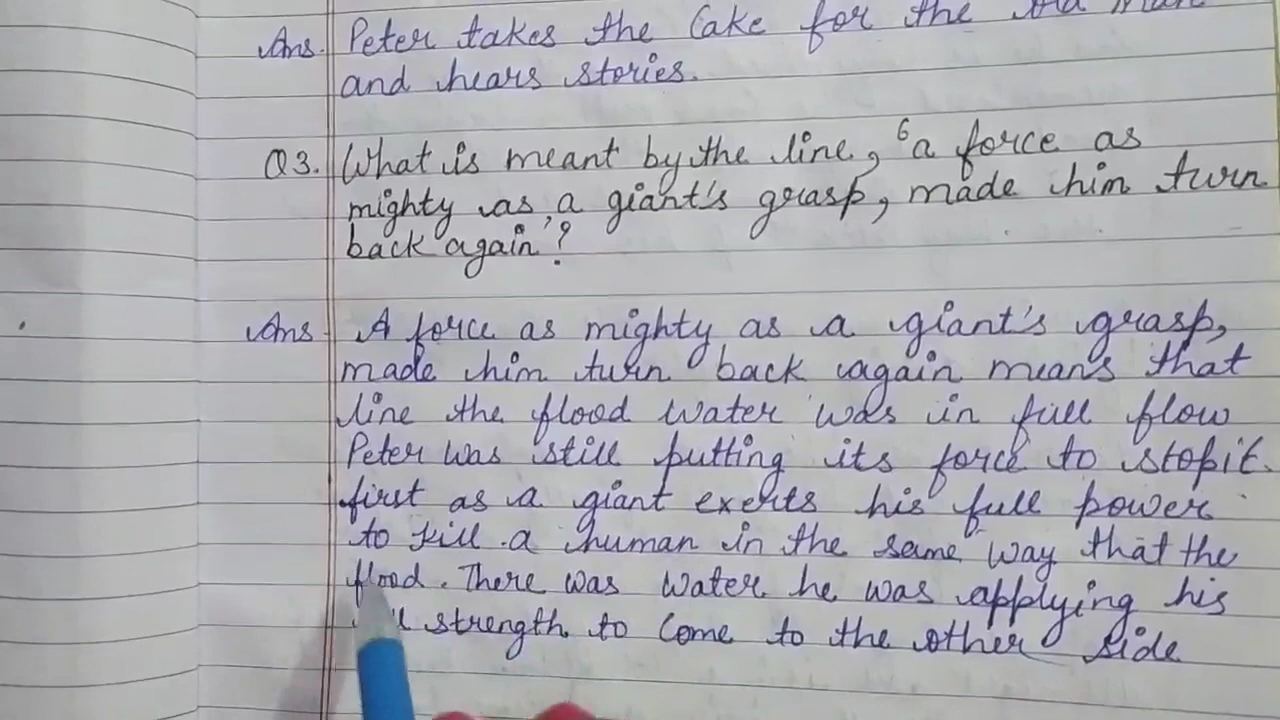 Ans. Peter takes the Cake for the old man
and hears stories.
Q3. What is meant by the line, 'a force as
mighty as a giant's grasp, made him turn
back again'?
Ans. A force as mighty as a giant's grasp,
made him turn back again means that
line the flood water was in full flow
Peter was still putting its force to stop it.
first as a giant exerts his full power
to kill a human in the same way that the
flood. There was water he was applying his
strength to come to the other side